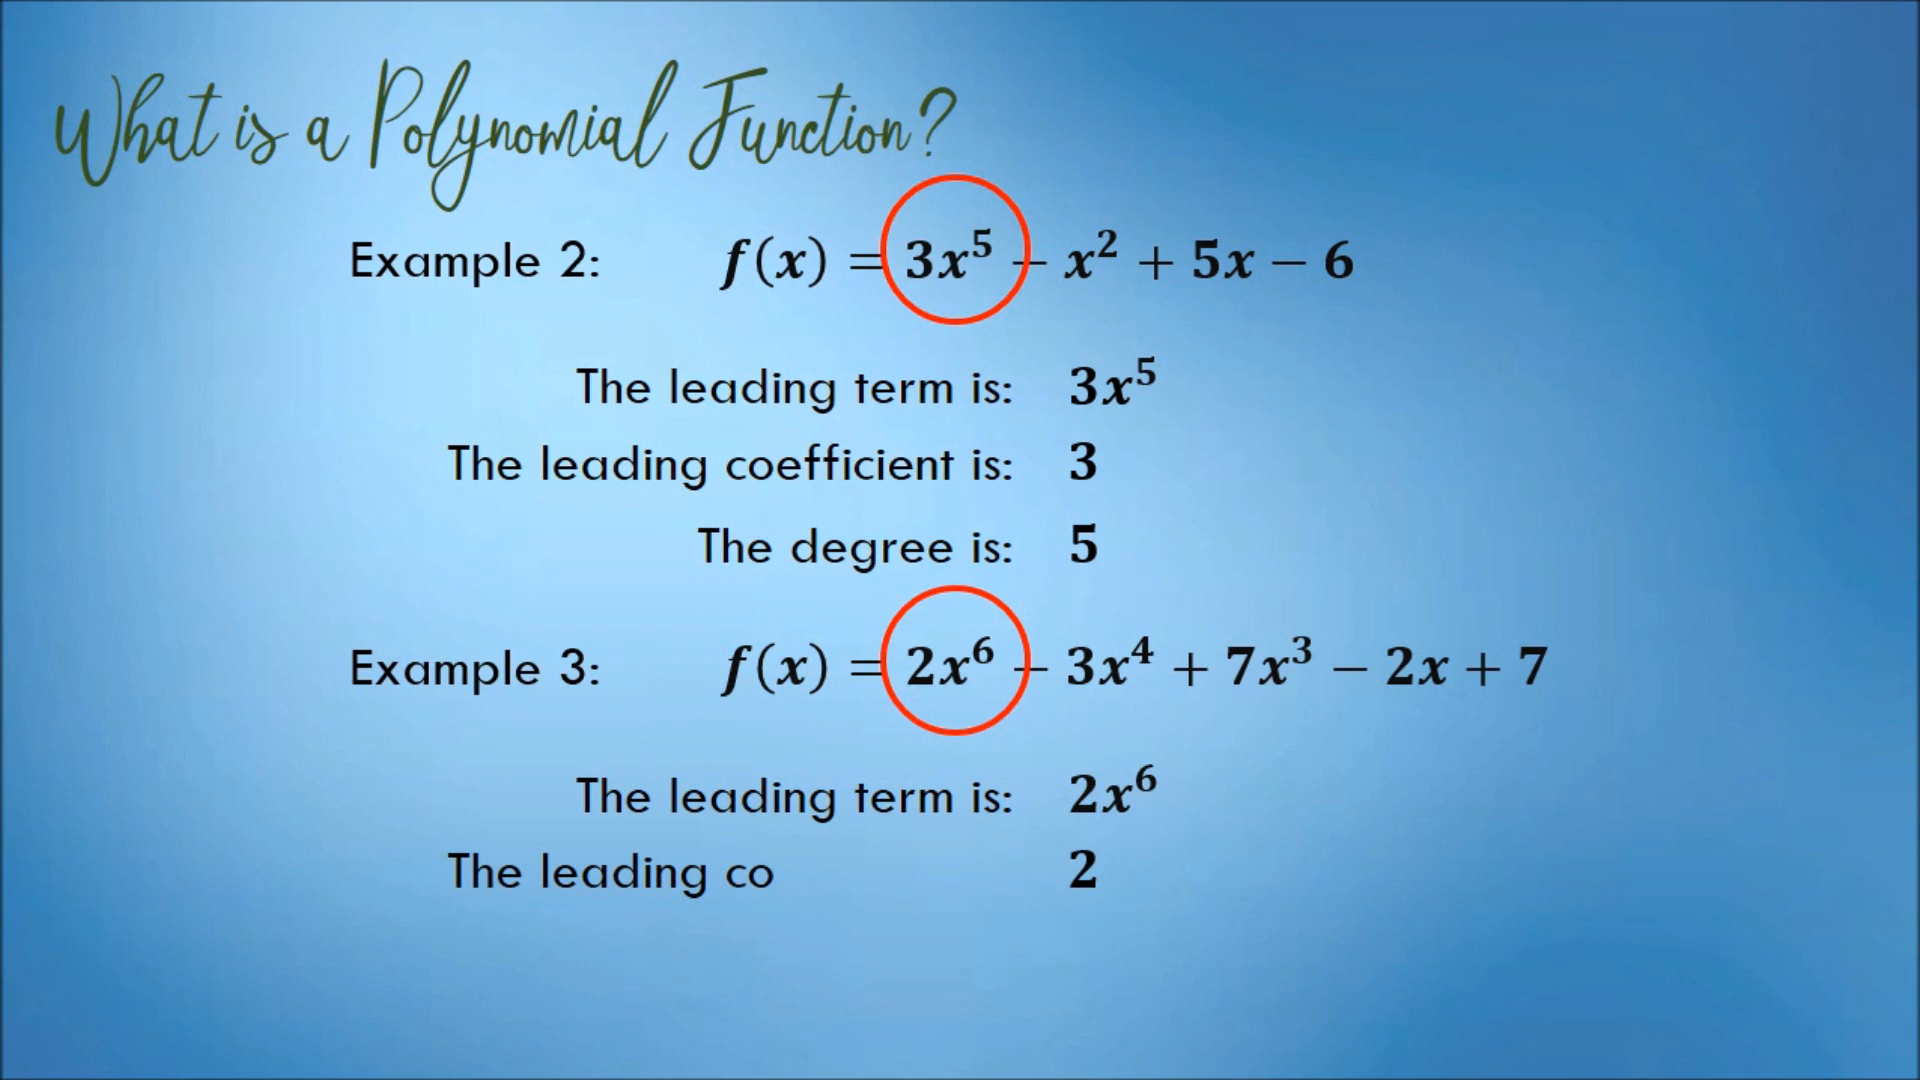 What is a Polynomial Function?
Example 2: f(x) = 3x⁵ − x² + 5x − 6
The leading term is: 3x⁵
The leading coefficient is: 3
The degree is: 5
Example 3: f(x) = 2x⁶ − 3x⁴ + 7x³ − 2x + 7
The leading term is: 2x⁶
The leading co 2